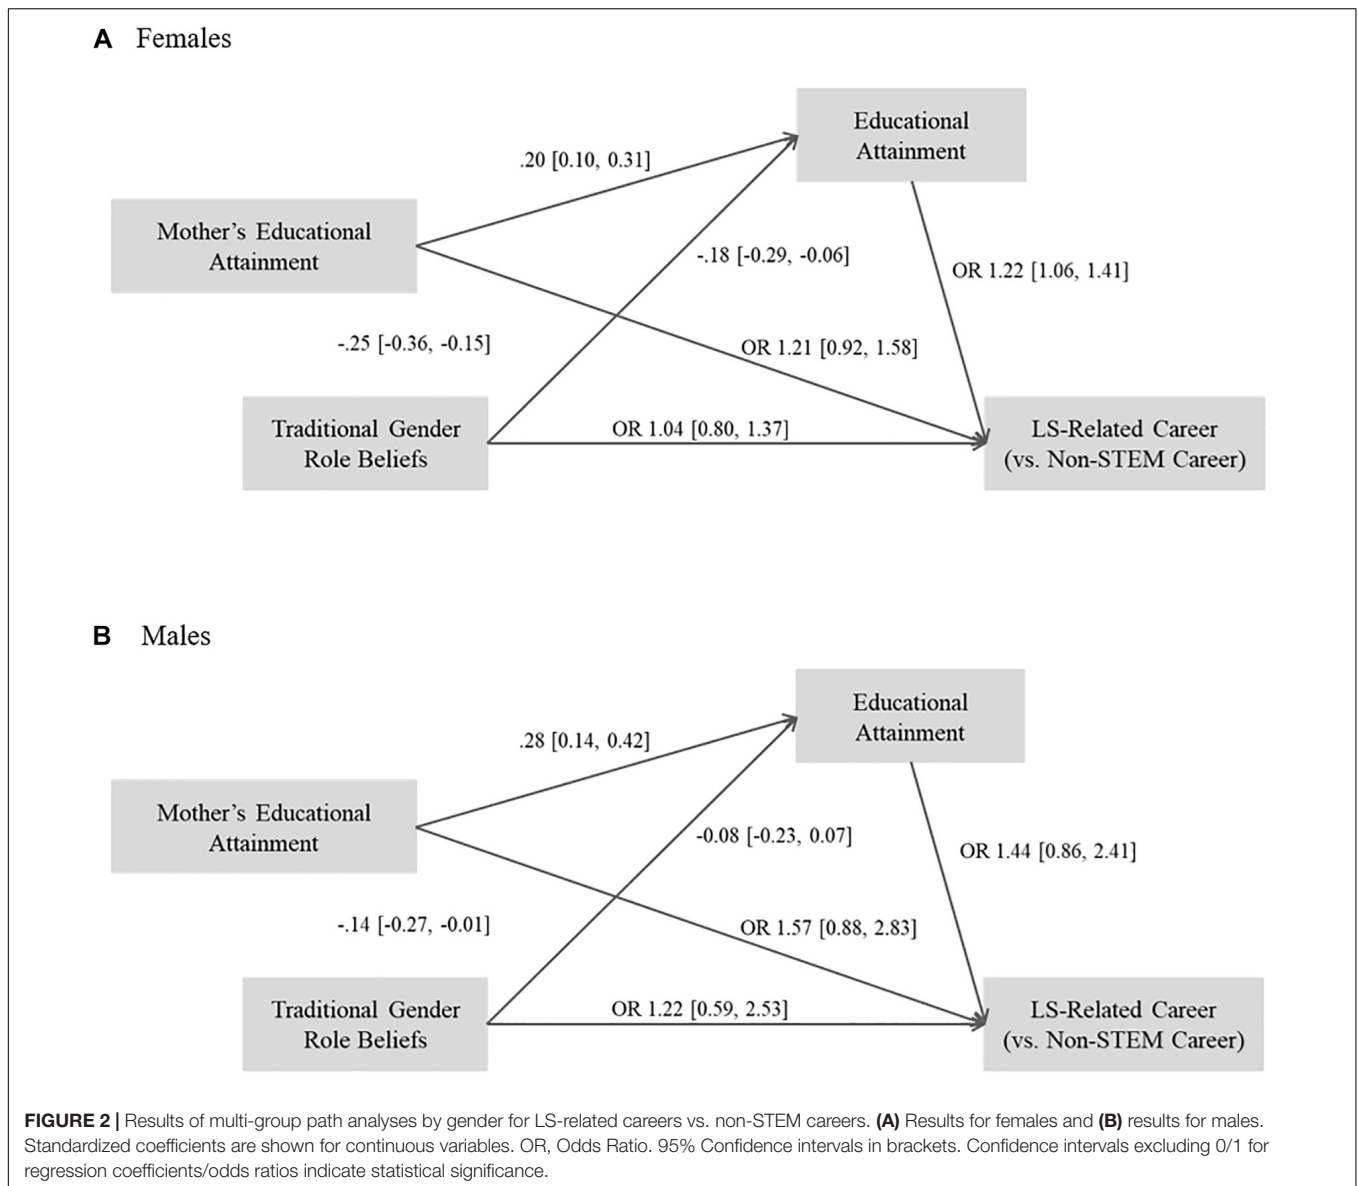 A Females
Educational
Attainment
.20 [0.10, 0.31]
Mother's Educational
Attainment
-.18 [-0.29, -0.06]
OR 1.22 [1.06, 1.41]
-.25 [-0.36, -0.15]
OR 1.21 [0.92, 1.58]
Traditional Gender
Role Beliefs
OR 1.04 [0.80, 1.37]
LS-Related Career
(vs. Non-STEM Career)
B Males
Educational
Attainment
.28 [0.14, 0.42]
Mother's Educational
Attainment
-0.08 [-0.23, 0.07]
OR 1.44 [0.86, 2.41]
-.14 [-0.27, -0.01]
OR 1.57 [0.88, 2.83]
Traditional Gender
Role Beliefs
OR 1.22 [0.59, 2.53]
LS-Related Career
(vs. Non-STEM Career)
FIGURE 2 | Results of multi-group path analyses by gender for LS-related careers vs. non-STEM careers. (A) Results for females and (B) results for males.
Standardized coefficients are shown for continuous variables. OR, Odds Ratio. 95% Confidence intervals in brackets. Confidence intervals excluding 0/1 for
regression coefficients/odds ratios indicate statistical significance.